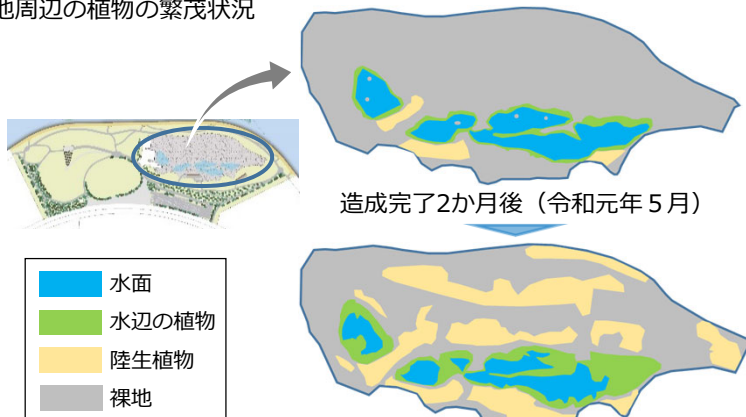 地周辺の植物の繁茂状況
造成完了2か月後（令和元年５月）
水面
水辺の植物
陸生植物
裸地